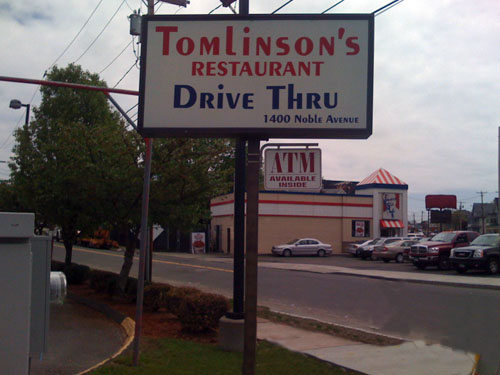 Tomlinson's
RESTAURANT
Drive Thru
1400 Noble Avenue
ATM
AVAILABLE
INSIDE